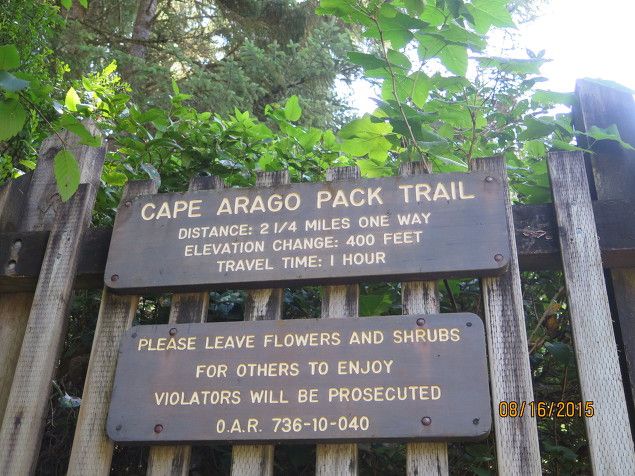 CAPE ARAGO PACK TRAIL
DISTANCE: 2 1/4 MILES ONE WAY
ELEVATION CHANGE: 400 FEET
TRAVEL TIME: 1 HOUR
PLEASE LEAVE FLOWERS AND SHRUBS
FOR OTHERS TO ENJOY
VIOLATORS WILL BE PROSECUTED
O.A.R. 736-10-040
08/16/2015